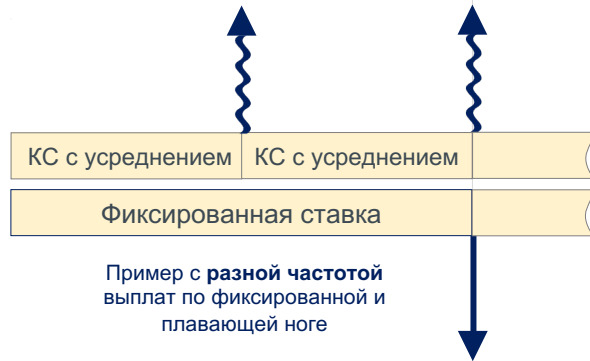 КС с усреднением КС с усреднением
Фиксированная ставка
Пример с разной частотой
выплат по фиксированной и
плавающей ноге